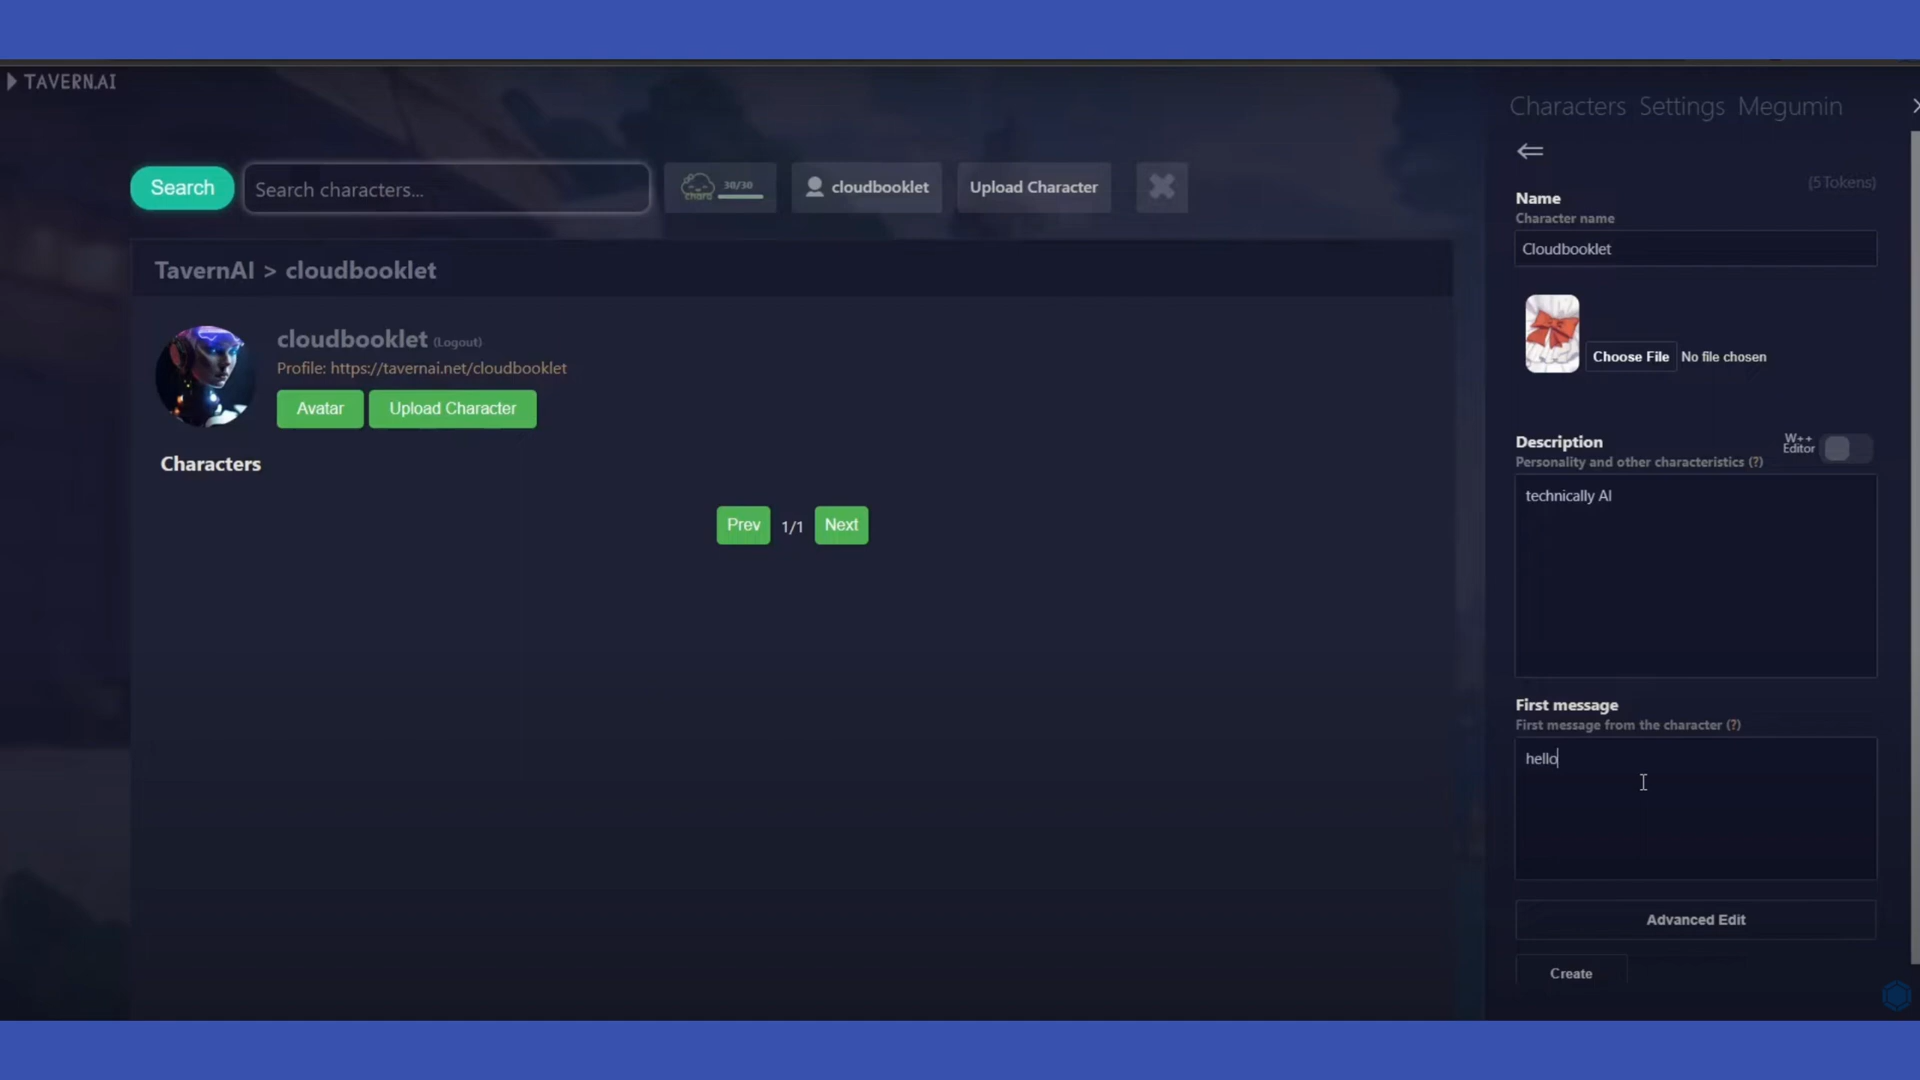 TAVERN.AI
Search
Search characters...
chara
30/30
cloudbooklet
Upload Character
TavernAI > cloudbooklet
cloudbooklet (Logout)
Profile: https://tavernai.net/cloudbooklet
Avatar
Upload Character
Characters
Prev
1/1
Next
Characters Settings Megumin
(5Tokens)
Name
Character name
Cloudbooklet
Choose File No file chosen
Description
W++
Editor
Personality and other characteristics (?)
technically AI
First message
First message from the character (?)
hello
Advanced Edit
Create